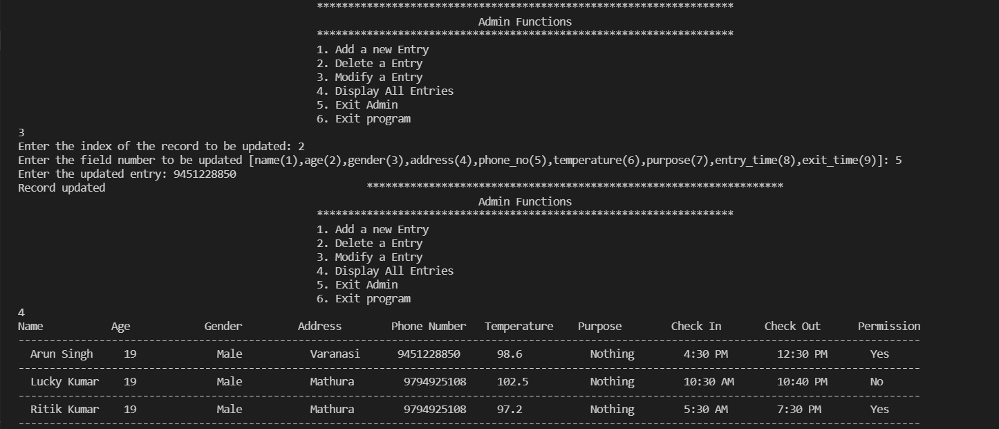 *******************************************************************
Admin Functions
*******************************************************************
1. Add a new Entry
2. Delete a Entry
3. Modify a Entry
4. Display All Entries
5. Exit Admin
6. Exit program
3
Enter the index of the record to be updated: 2
Enter the field number to be updated [name(1),age(2),gender(3),address(4),phone_no(5),temperature(6),purpose(7),entry_time(8),exit_time(9)]: 5
Enter the updated entry: 9451228850
Record updated *******************************************************************
Admin Functions
*******************************************************************
1. Add a new Entry
2. Delete a Entry
3. Modify a Entry
4. Display All Entries
5. Exit Admin
6. Exit program
4
Name Age Gender Address Phone Number Temperature Purpose Check In Check Out Permission
-------------------------------------------------------------------------------------------------------------------------------------------------
Arun Singh 19 Male Varanasi 9451228850 98.6 Nothing 4:30 PM 12:30 PM Yes
-------------------------------------------------------------------------------------------------------------------------------------------------
Lucky Kumar 19 Male Mathura 9794925108 102.5 Nothing 10:30 AM 10:40 PM No
-------------------------------------------------------------------------------------------------------------------------------------------------
Ritik Kumar 19 Male Mathura 9794925108 97.2 Nothing 5:30 AM 7:30 PM Yes
-------------------------------------------------------------------------------------------------------------------------------------------------